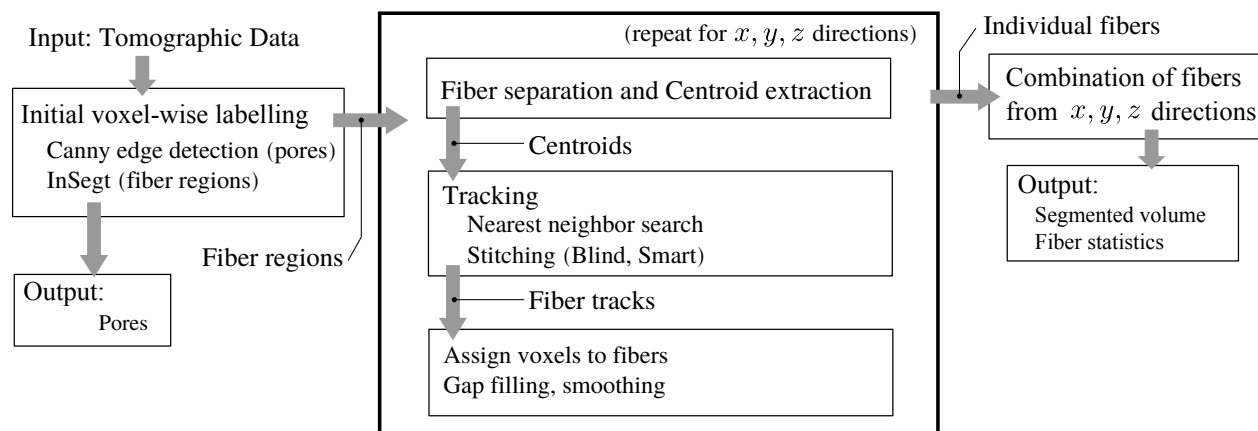 Input: Tomographic Data
Initial voxel-wise labelling
Canny edge detection (pores)
InSegt (fiber regions)
Output:
Pores
Fiber regions
(repeat for x, y, z directions)
Fiber separation and Centroid extraction
Centroids
Tracking
Nearest neighbor search
Stitching (Blind, Smart)
Fiber tracks
Assign voxels to fibers
Gap filling, smoothing
Individual fibers
Combination of fibers
from x, y, z directions
Output:
Segmented volume
Fiber statistics